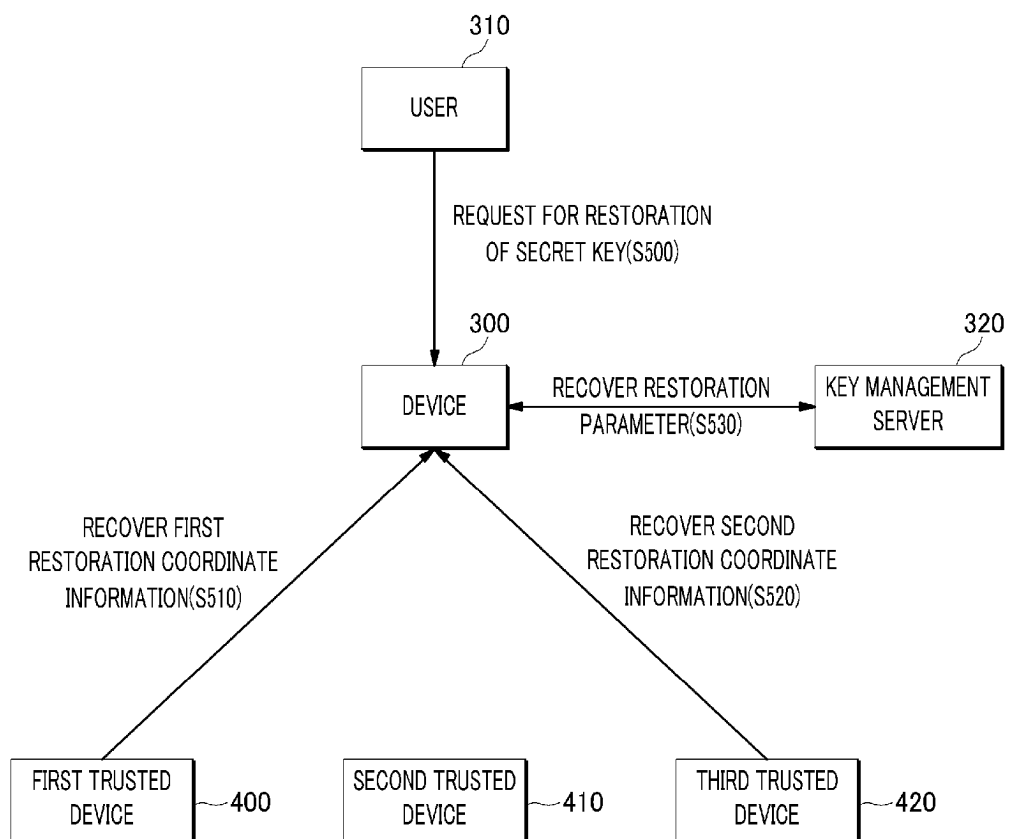 310
USER
REQUEST FOR RESTORATION
OF SECRET KEY(S500)
300
320
DEVICE
RECOVER RESTORATION
PARAMETER(S530)
KEY MANAGEMENT
SERVER
RECOVER FIRST
RESTORATION COORDINATE
INFORMATION(S510)
RECOVER SECOND
RESTORATION COORDINATE
INFORMATION(S520)
FIRST TRUSTED
DEVICE
400
SECOND TRUSTED
DEVICE
410
THIRD TRUSTED
DEVICE
420